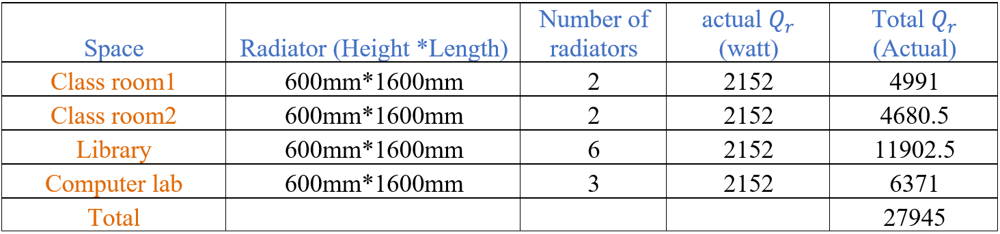 Space | Radiator (Height *Length) | Number of radiators | actual Qᵣ (watt) | Total Qᵣ (Actual)
Class room1 | 600mm*1600mm | 2 | 2152 | 4991
Class room2 | 600mm*1600mm | 2 | 2152 | 4680.5
Library | 600mm*1600mm | 6 | 2152 | 11902.5
Computer lab | 600mm*1600mm | 3 | 2152 | 6371
Total | | | | 27945